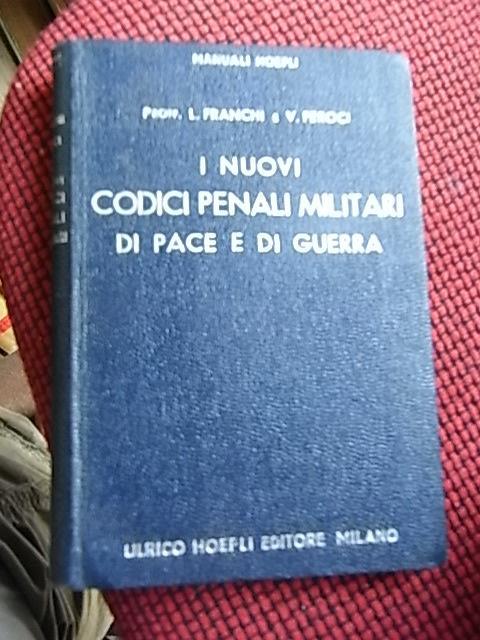 MANUALI HOEPLI
PROFF. L. FRANCHI e V. FEROCI
I NUOVI
CODICI PENALI MILITARI
DI PACE E DI GUERRA
ULRICO HOEPLI EDITORE MILANO